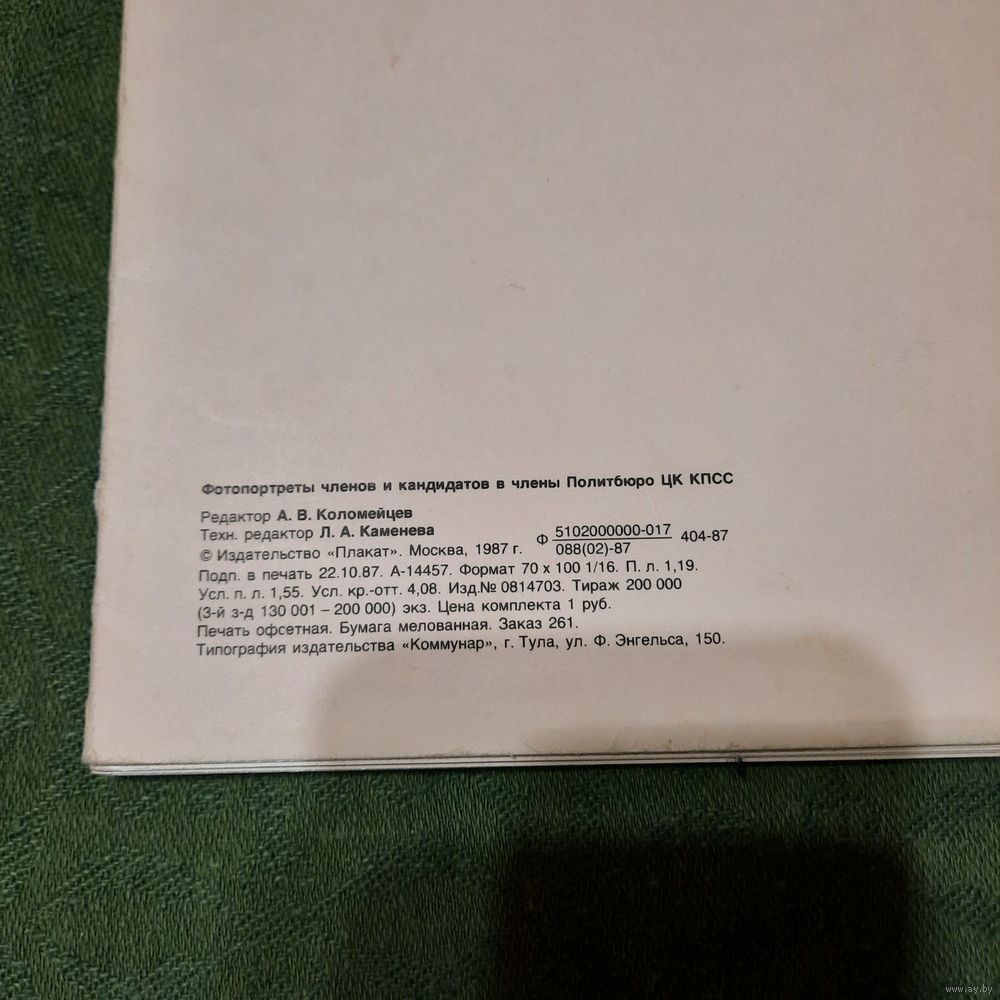 Фотопортреты членов и кандидатов в члены Политбюро ЦК КПСС
Редактор А. В. Коломейцев
Техн. редактор Л. А. Каменева
© Издательство «Плакат». Москва, 1987 г. Ф 5102000000-017 404-87
088(02)-87
Подп. в печать 22.10.87. А-14457. Формат 70 х 100 1/16. П. л. 1,19.
Усл. п. л. 1,55. Усл. кр.-отт. 4,08. Изд.№ 0814703. Тираж 200 000
(3-й з-д 130 001 – 200 000) экз. Цена комплекта 1 руб.
Печать офсетная. Бумага мелованная. Заказ 261.
Типография издательства «Коммунар», г. Тула, ул. Ф. Энгельса, 150.
www.ay.by